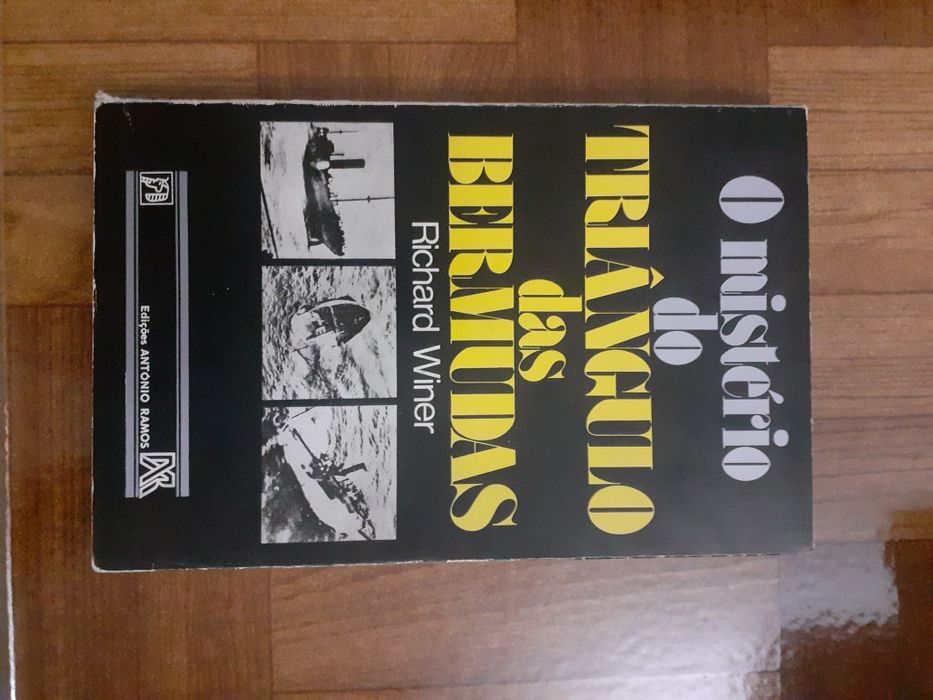 O mistério
do
TRIÂNGULO
das
BERMUDAS
Richard Winer
Edições ANTÓNIO RAMOS